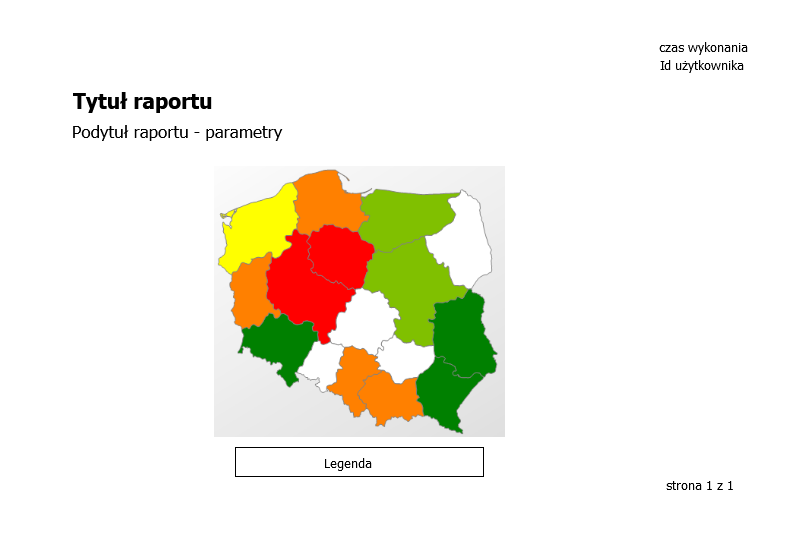 czas wykonania
Id użytkownika
Tytuł raportu
Podytuł raportu - parametry
Legenda
strona 1 z 1